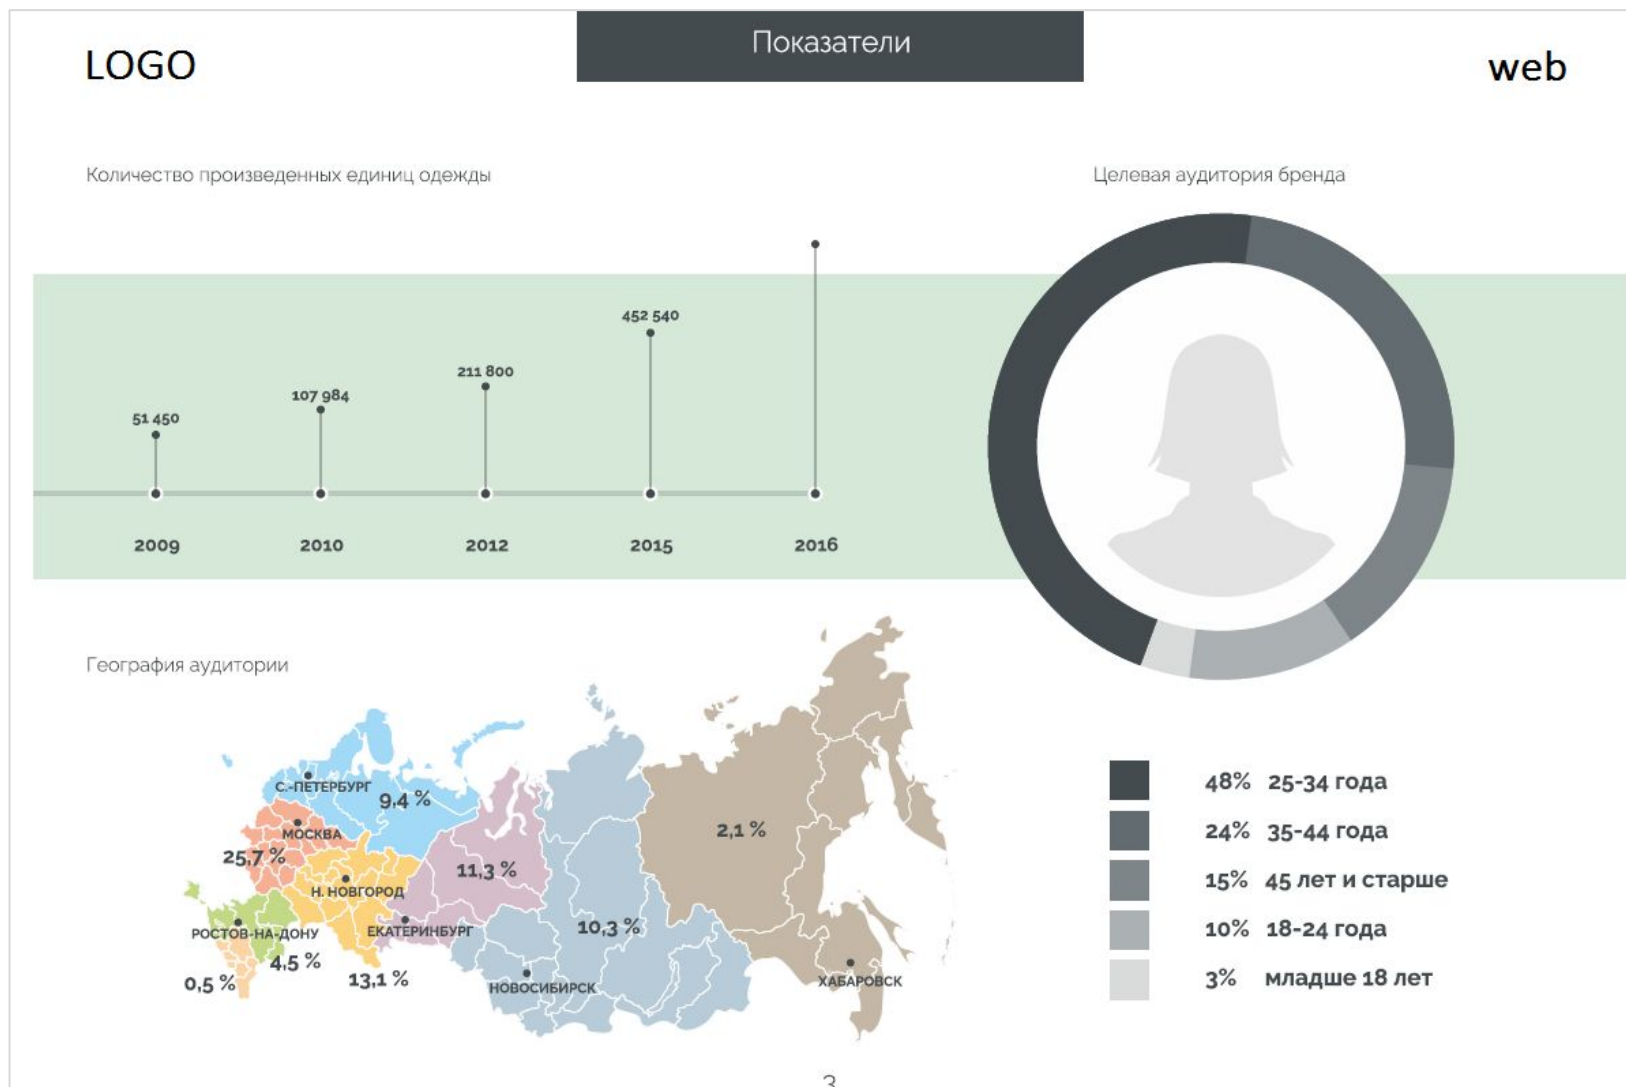 Показатели
LOGO
web
Количество произведенных единиц одежды
51 450
107 984
211 800
452 540
2009
2010
2012
2015
2016
Целевая аудитория бренда
48% 25-34 года
24% 35-44 года
15% 45 лет и старше
10% 18-24 года
3% младше 18 лет
География аудитории
С.-ПЕТЕРБУРГ
9,4 %
МОСКВА
25,7 %
Н. НОВГОРОД
13,1 %
РОСТОВ-НА-ДОНУ
4,5 %
0,5 %
ЕКАТЕРИНБУРГ
11,3 %
НОВОСИБИРСК
10,3 %
2,1 %
ХАБАРОВСК
3